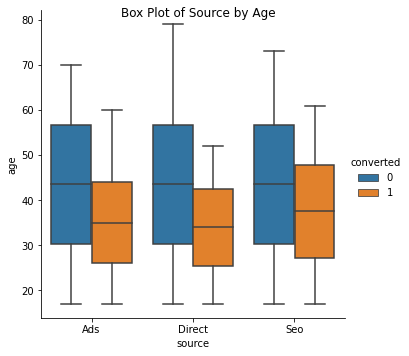 Box Plot of Source by Age
80
70
60
50
40
30
20
age
Ads
Direct
Seo
source
converted
0
1